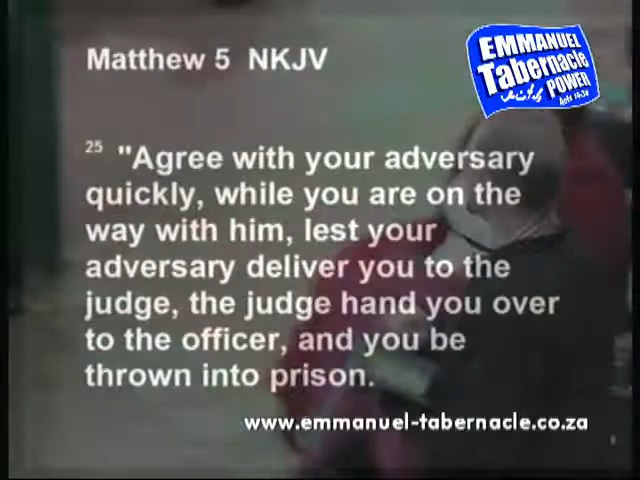 Matthew 5 NKJV
EMMANUEL
Tabernacle
POWER
25 "Agree with your adversary
quickly, while you are on the
way with him, lest your
adversary deliver you to the
judge, the judge hand you over
to the officer, and you be
thrown into prison.
www.emmanuel-tabernacle.co.za